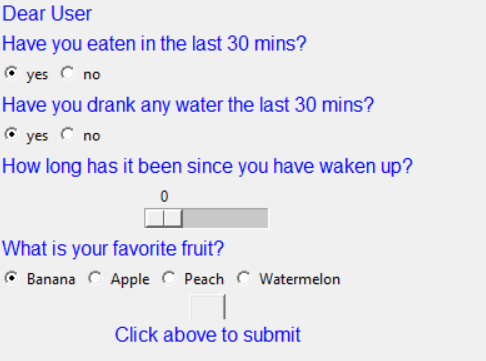 Dear User
Have you eaten in the last 30 mins?
yes no
Have you drank any water the last 30 mins?
yes no
How long has it been since you have waken up?
0
What is your favorite fruit?
Banana Apple Peach Watermelon
Click above to submit